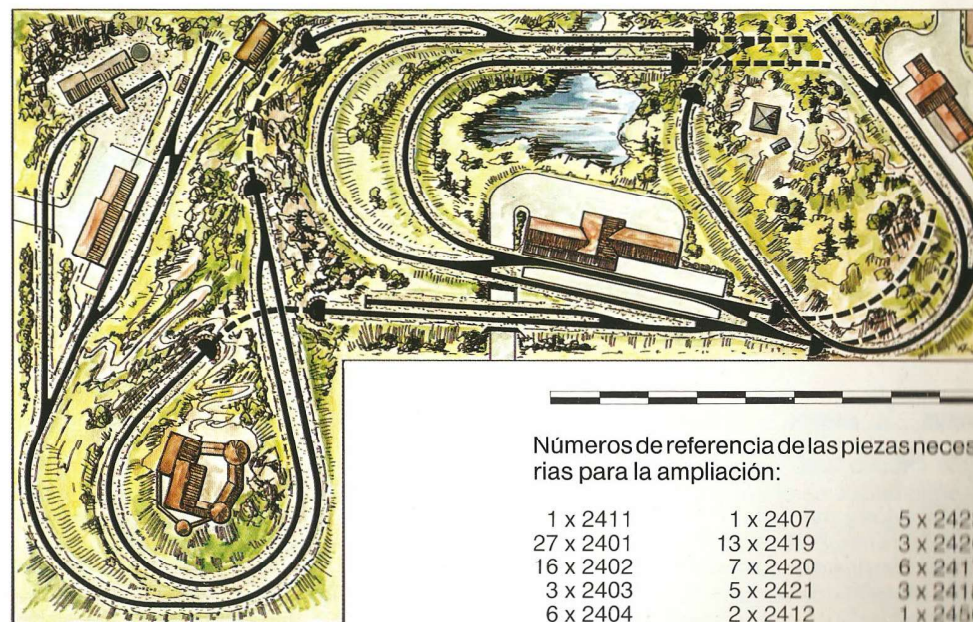 Números de referencia de las piezas neces
rias para la ampliación:
1 x 2411 1 x 2407 5 x 242
27 x 2401 13 x 2419 3 x 242
16 x 2402 7 x 2420 6 x 241
3 x 2403 5 x 2421 3 x 241
6 x 2404 2 x 2412 1 x 245